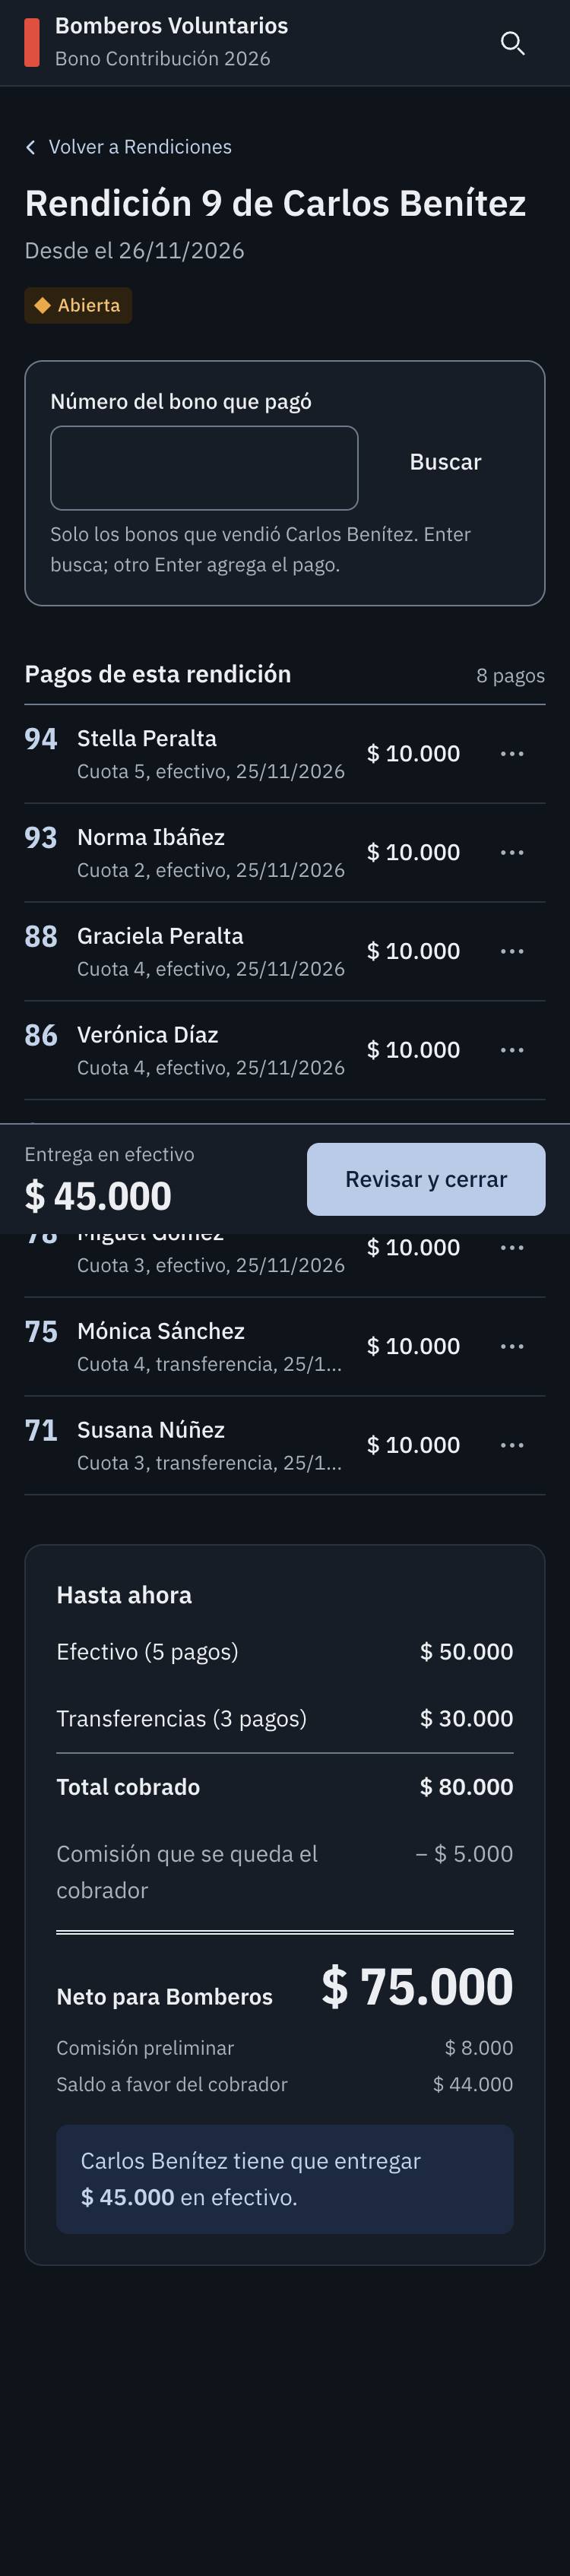 Bomberos Voluntarios
Bono Contribución 2026
Volver a Rendiciones
Rendición 9 de Carlos Benítez
Desde el 26/11/2026
Abierta
Número del bono que pagó
Buscar
Solo los bonos que vendió Carlos Benítez. Enter
busca; otro Enter agrega el pago.
Pagos de esta rendición
8 pagos
94 Stella Peralta
Cuota 5, efectivo, 25/11/2026
$ 10.000
93 Norma Ibáñez
Cuota 2, efectivo, 25/11/2026
$ 10.000
88 Graciela Peralta
Cuota 4, efectivo, 25/11/2026
$ 10.000
86 Verónica Díaz
Cuota 4, efectivo, 25/11/2026
$ 10.000
Entrega en efectivo
$ 45.000
Revisar y cerrar
Miguel Gómez
Cuota 3, efectivo, 25/11/2026
$ 10.000
75 Mónica Sánchez
Cuota 4, transferencia, 25/1...
$ 10.000
71 Susana Núñez
Cuota 3, transferencia, 25/1...
$ 10.000
Hasta ahora
Efectivo (5 pagos) $ 50.000
Transferencias (3 pagos) $ 30.000
Total cobrado $ 80.000
Comisión que se queda el − $ 5.000
cobrador
Neto para Bomberos $ 75.000
Comisión preliminar $ 8.000
Saldo a favor del cobrador $ 44.000
Carlos Benítez tiene que entregar
$ 45.000 en efectivo.